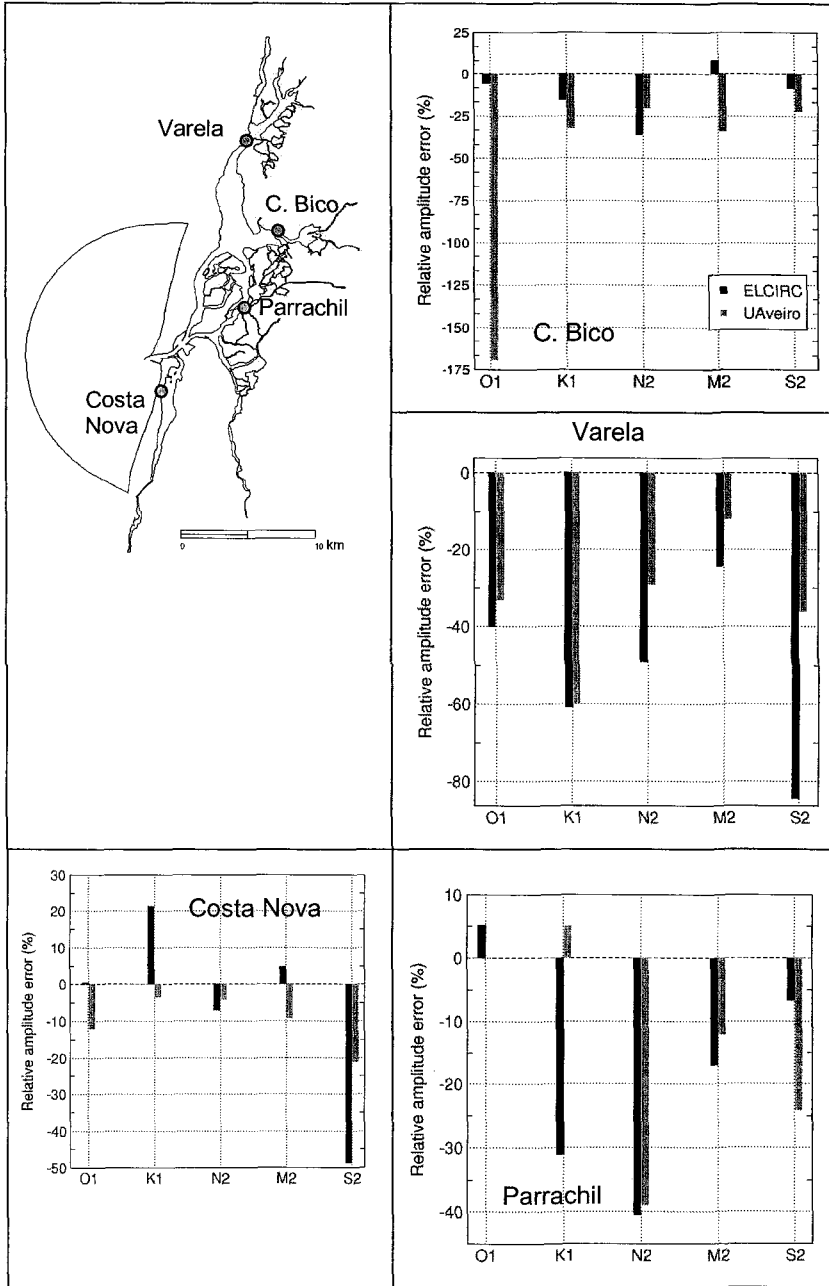 Varela
C. Bico
Parrachil
Costa
Nova
0
10 km
Relative amplitude error (%)
25
0
-25
-50
-75
-100
-125
-150
-175
ELCIRC
UAveiro
C. Bico
O1 K1 N2 M2 S2
Varela
Relative amplitude error (%)
0
-20
-40
-60
-80
O1 K1 N2 M2 S2
Costa Nova
Relative amplitude error (%)
30
20
10
0
-10
-20
-30
-40
-50
O1 K1 N2 M2 S2
Relative amplitude error (%)
10
0
-10
-20
-30
-40
Parrachil
O1 K1 N2 M2 S2